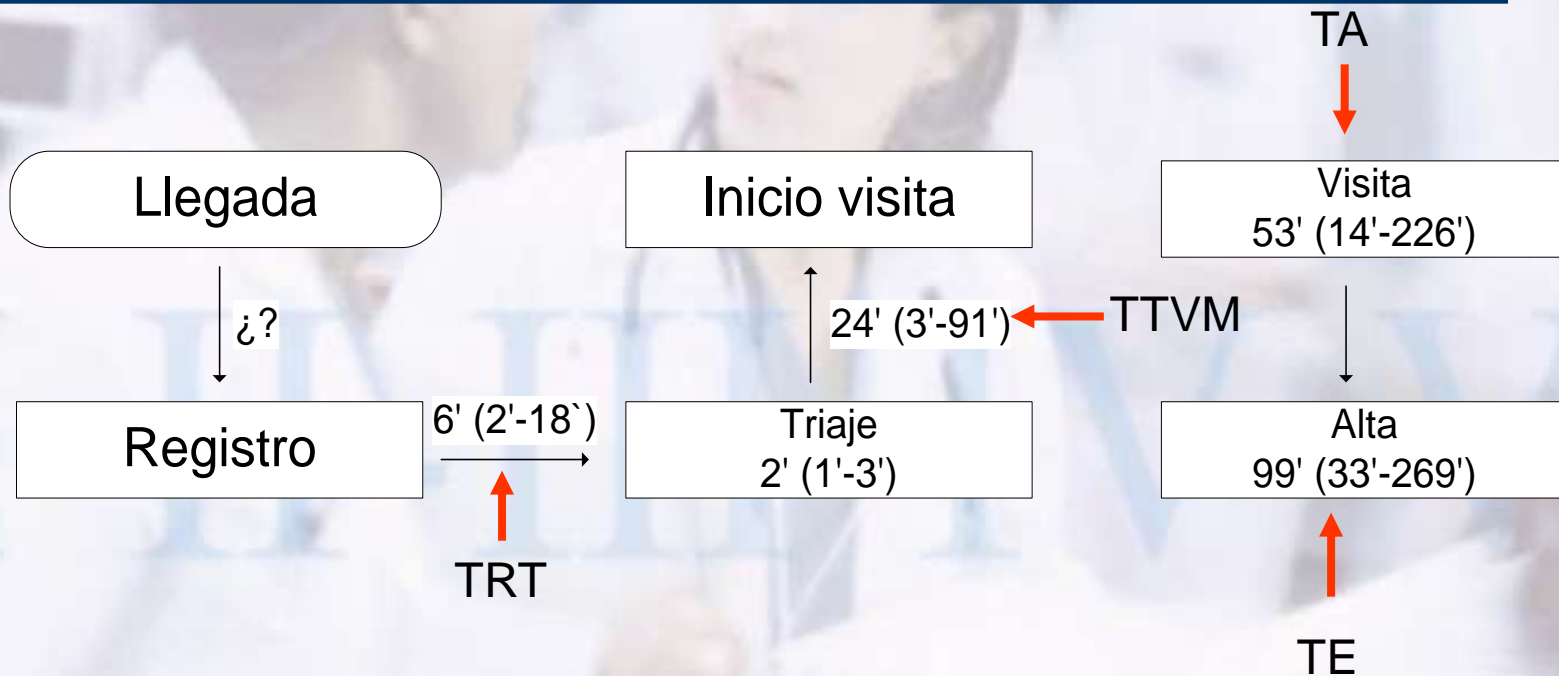 TA
Llegada
Inicio visita
Visita
53' (14'-226')
¿?
24' (3'-91')
TTVM
Registro
6' (2'-18`)
Triaje
2' (1'-3')
Alta
99' (33'-269')
TRT
TE